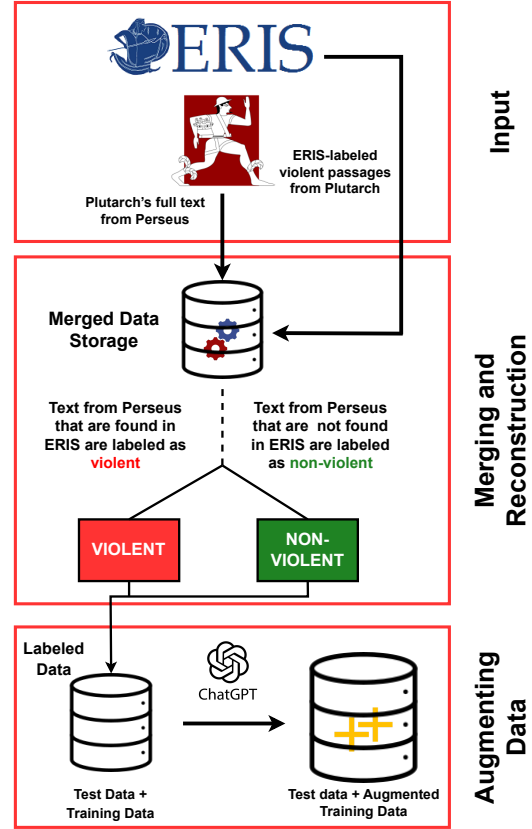 ERIS
Input
ERIS-labeled
violent passages
from Plutarch
Plutarch's full text
from Perseus
Merging and
Reconstruction
Merged Data
Storage
Text from Perseus
that are found in
ERIS are labeled as
violent
Text from Perseus
that are  not found
in ERIS are labeled
as non-violent
VIOLENT
NON-
VIOLENT
Augmenting
Data
Labeled
Data
ChatGPT
Test Data +
Training Data
Test data + Augmented
Training Data